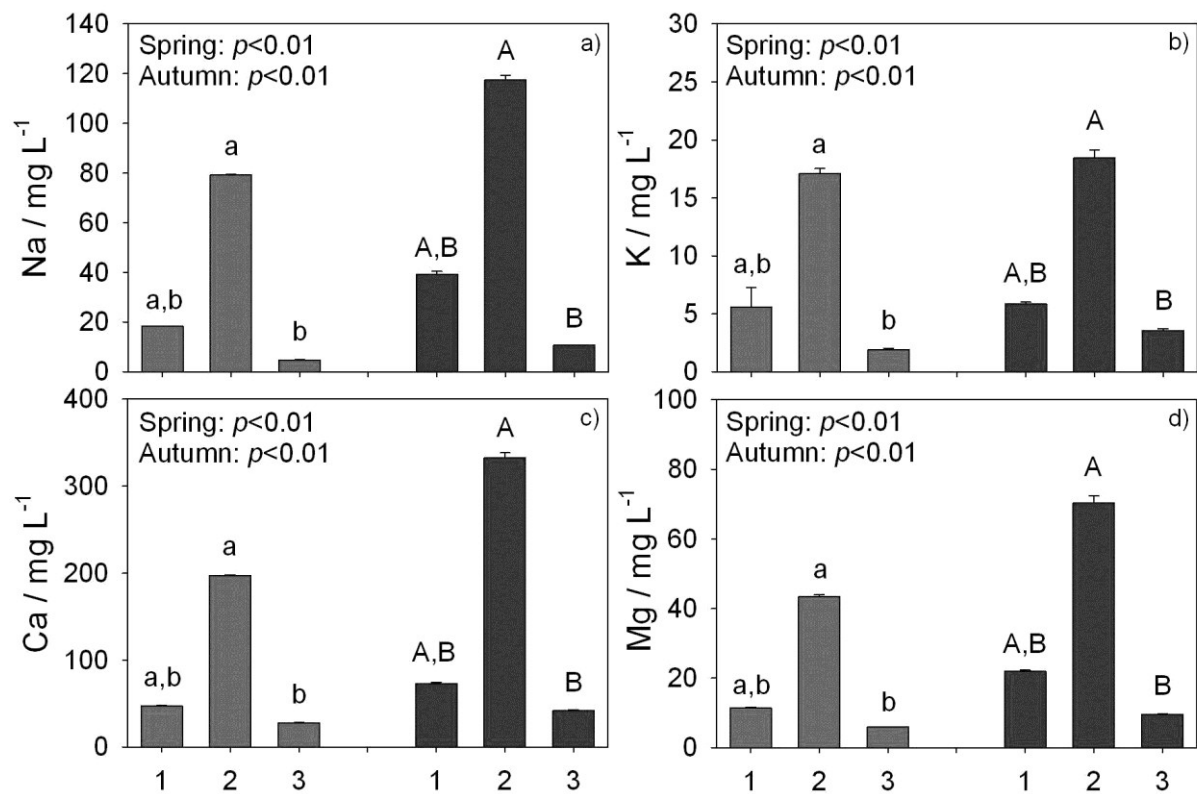 140
120
100
80
60
40
20
0
Na / mg L⁻¹
Spring: p<0.01
Autumn: p<0.01
a)
a,b
a
b
A,B
A
B
30
25
20
15
10
5
0
K / mg L⁻¹
Spring: p<0.01
Autumn: p<0.01
b)
a,b
a
b
A,B
A
B
400
300
200
100
0
Ca / mg L⁻¹
Spring: p<0.01
Autumn: p<0.01
c)
a,b
a
b
A,B
A
B
1 2 3 1 2 3
100
80
60
40
20
0
Mg / mg L⁻¹
Spring: p<0.01
Autumn: p<0.01
d)
a,b
a
b
A,B
A
B
1 2 3 1 2 3